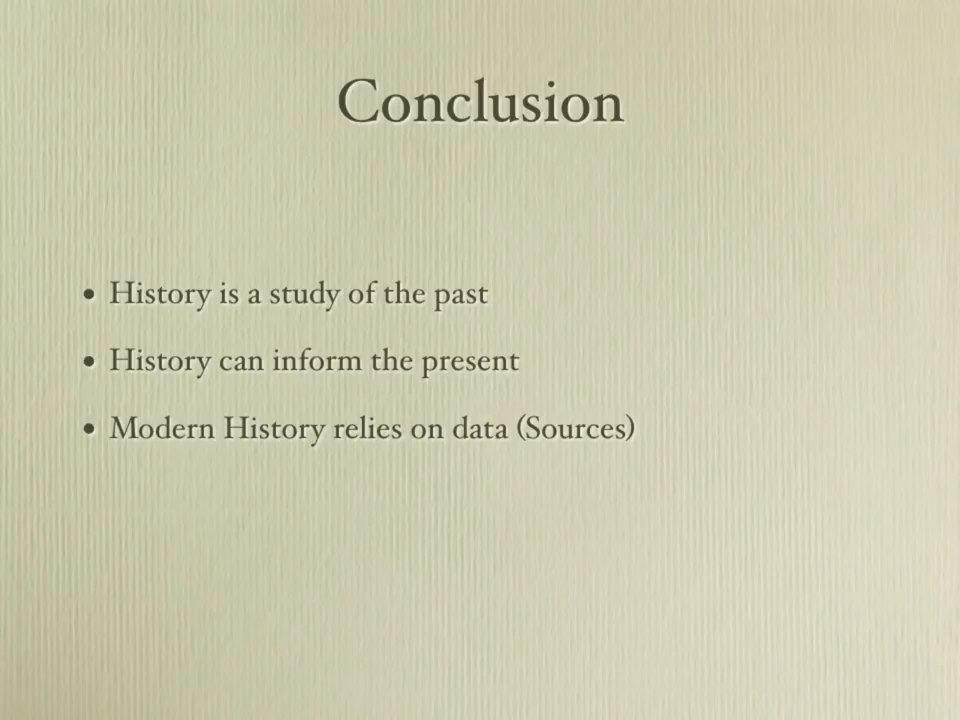 Conclusion
• History is a study of the past
• History can inform the present
• Modern History relies on data (Sources)